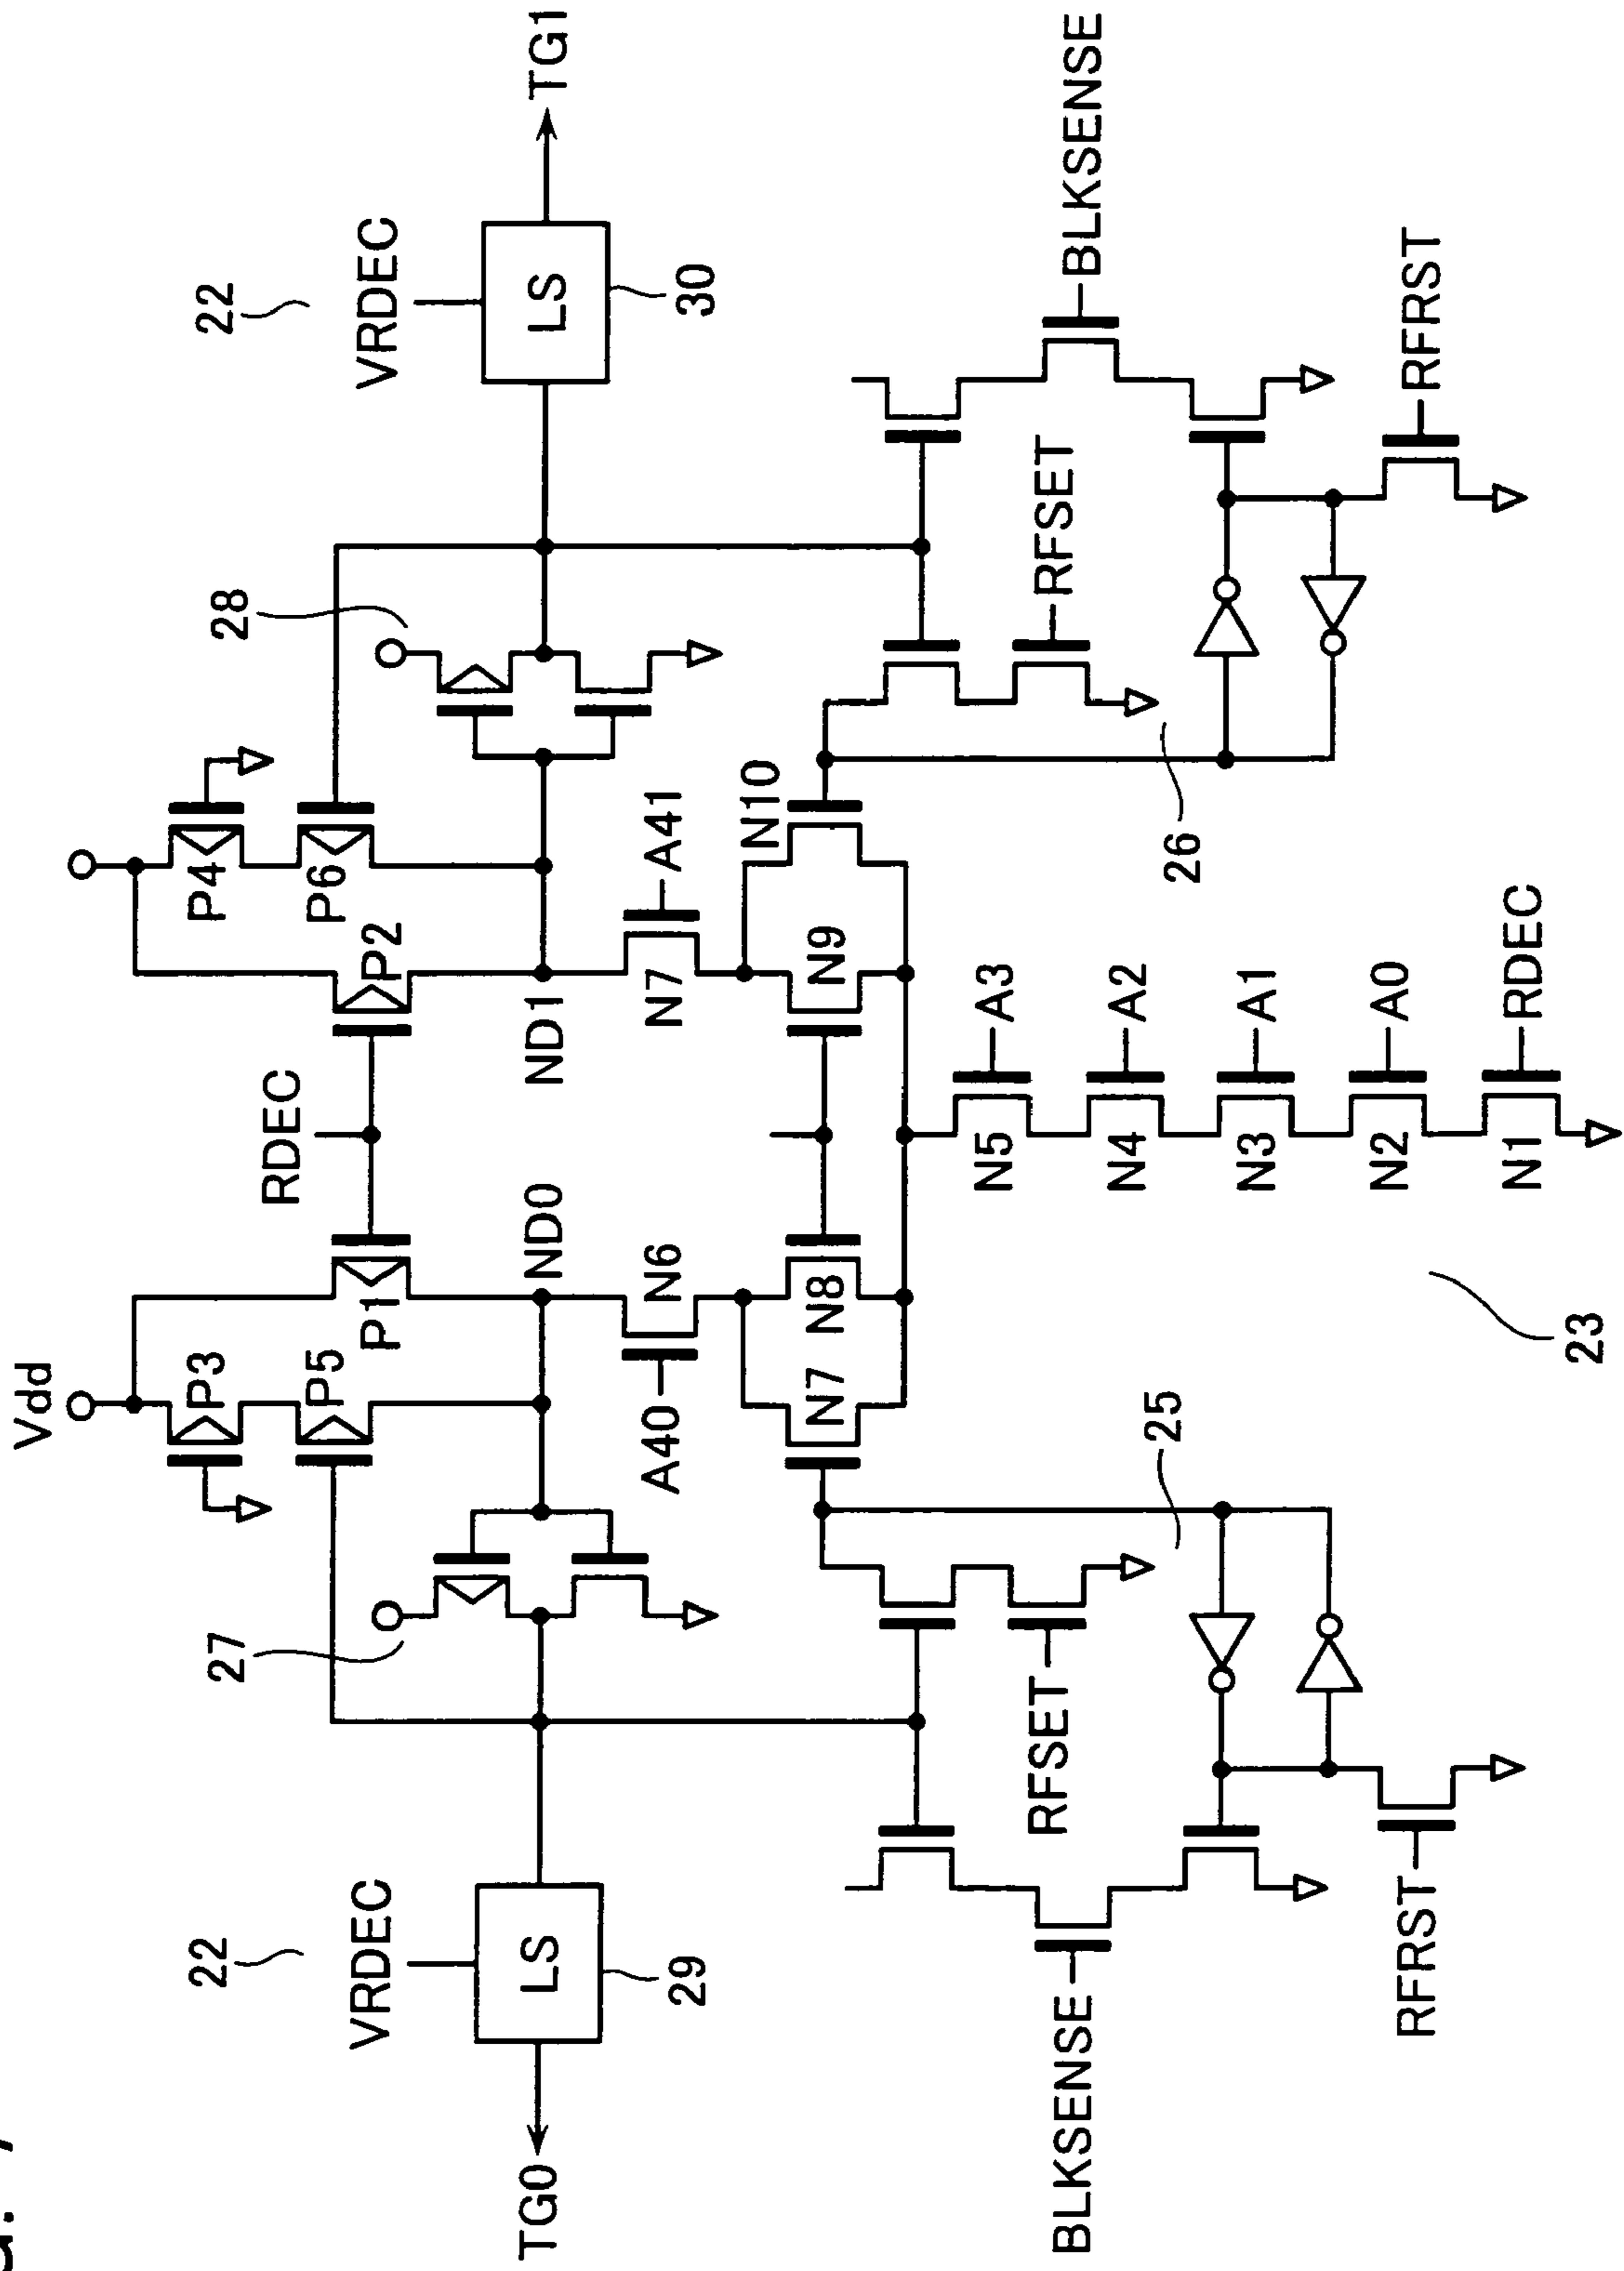 Vdd
P3
P5
P1
RDEC
P2
P4
P6
27
28
22
VRDEC
LS
29
TG0
22
VRDEC
LS
30
TG1
ND0
ND1
A40
N6
N7
A41
N7
N8
N9
N10
25
26
RFSET
RFSET
BLKSENSE
BLKSENSE
RFRST
RFRST
N5
A3
N4
A2
N3
A1
N2
A0
N1
RDEC
23